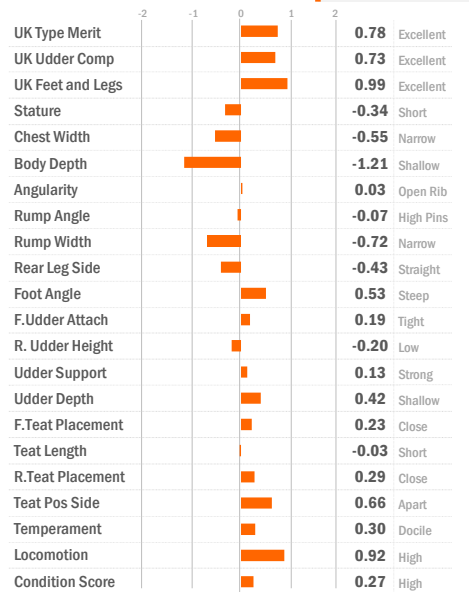 -2 -1 0 1 2
UK Type Merit 0.78 Excellent
UK Udder Comp 0.73 Excellent
UK Feet and Legs 0.99 Excellent
Stature -0.34 Short
Chest Width -0.55 Narrow
Body Depth -1.21 Shallow
Angularity 0.03 Open Rib
Rump Angle -0.07 High Pins
Rump Width -0.72 Narrow
Rear Leg Side -0.43 Straight
Foot Angle 0.53 Steep
F.Udder Attach 0.19 Tight
R. Udder Height -0.20 Low
Udder Support 0.13 Strong
Udder Depth 0.42 Shallow
F.Teat Placement 0.23 Close
Teat Length -0.03 Short
R.Teat Placement 0.29 Close
Teat Pos Side 0.66 Apart
Temperament 0.30 Docile
Locomotion 0.92 High
Condition Score 0.27 High